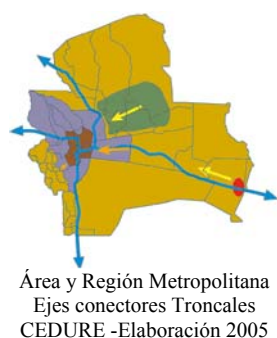 Área y Región Metropolitana
Ejes conectores Troncales
CEDURE -Elaboración 2005